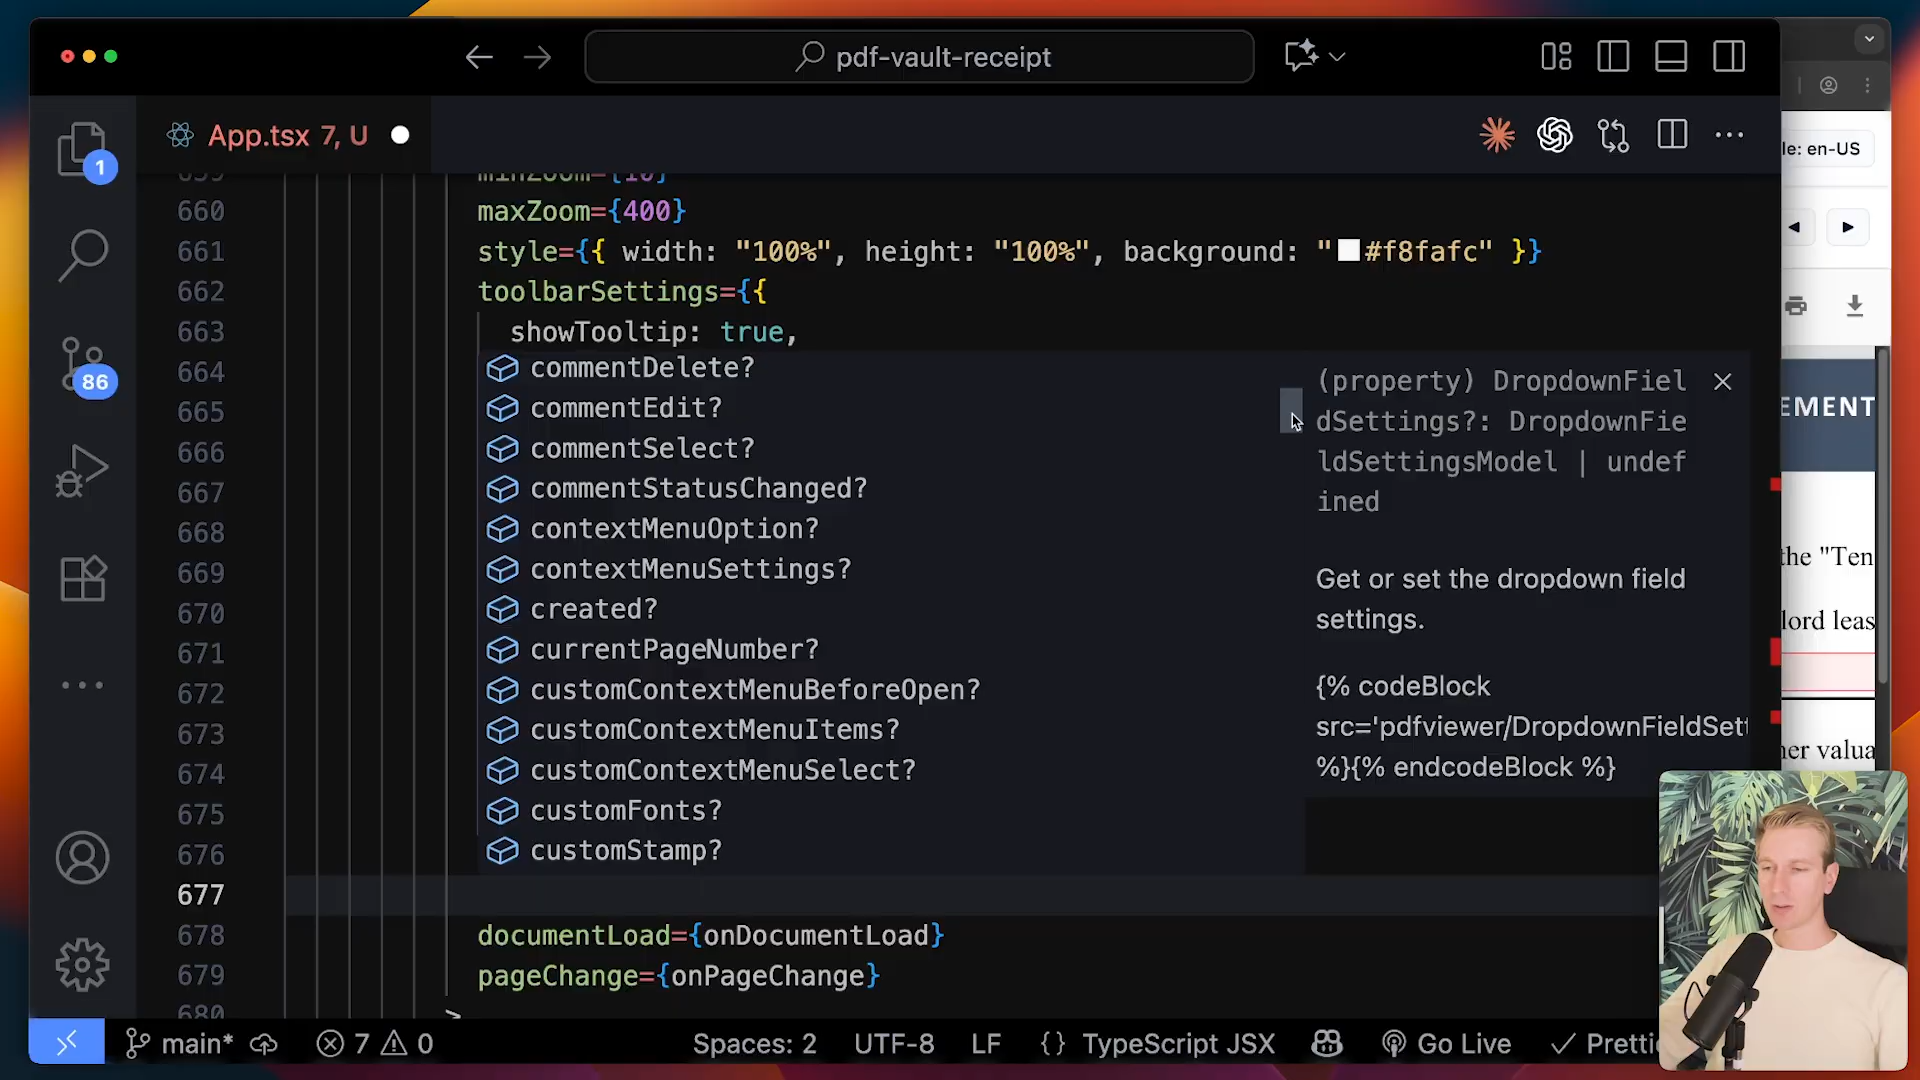 pdf-vault-receipt
App.tsx 7, U
1
86
659 minZoom={10}
660 maxZoom={400}
661 style={{ width: "100%", height: "100%", background: "#f8fafc" }}
662 toolbarSettings={{
663 showTooltip: true,
664
665
666
667
668
669
670
671
672
673
674
675
676
677
678 documentLoad={onDocumentLoad}
679 pageChange={onPageChange}
680 >
commentDelete?
commentEdit?
commentSelect?
commentStatusChanged?
contextMenuOption?
contextMenuSettings?
created?
currentPageNumber?
customContextMenuBeforeOpen?
customContextMenuItems?
customContextMenuSelect?
customFonts?
customStamp?
(property) DropdownFiel
dSettings?: DropdownFie
ldSettingsModel | undef
ined
Get or set the dropdown field
settings.
{% codeBlock
src='pdfviewer/DropdownFieldSett
%}{% endcodeBlock %}
le: en-US
EMENT
the "Ten
lord leas
her valua
main* 7 0 Spaces: 2 UTF-8 LF {} TypeScript JSX Go Live Pretti